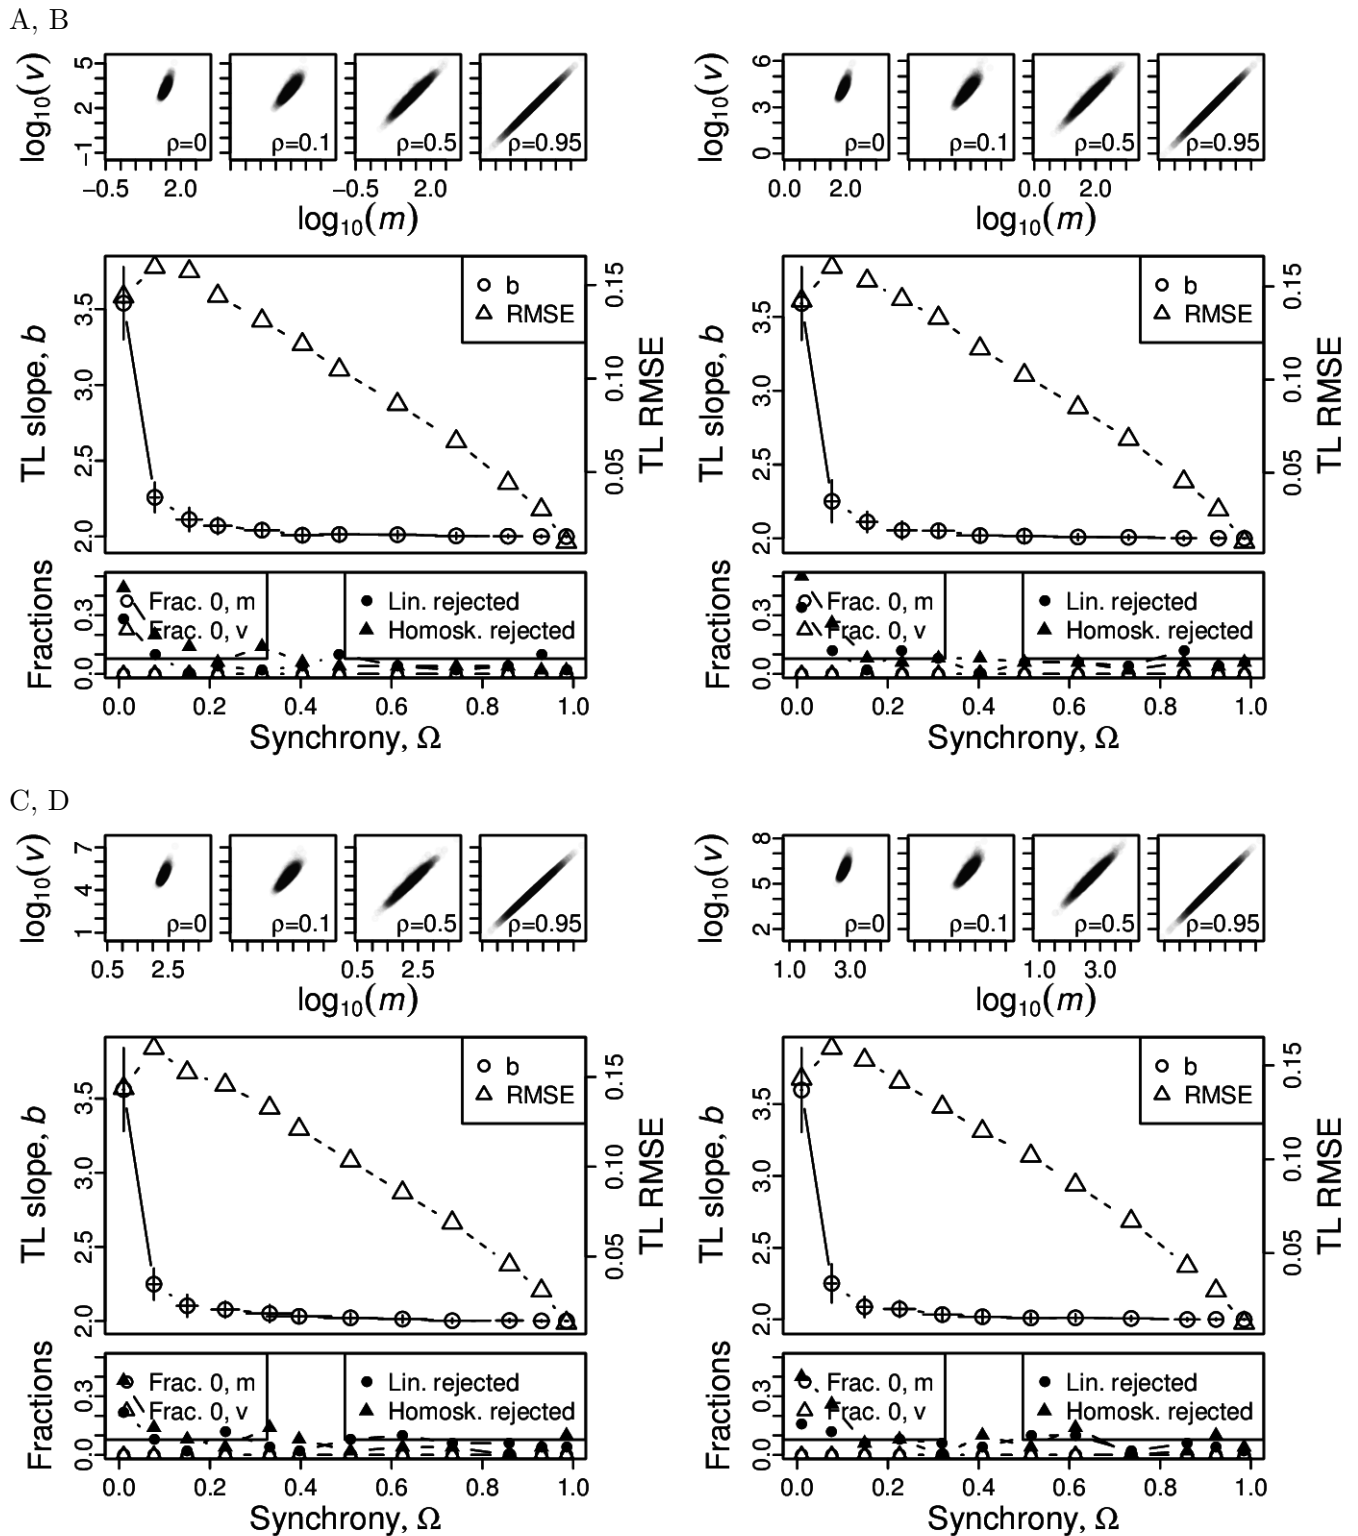 A, B
log10(v)
5
2
−1
ρ=0
ρ=0.1
ρ=0.5
ρ=0.95
−0.5 2.0
−0.5 2.0
log10(m)
log10(v)
6
3
0
ρ=0
ρ=0.1
ρ=0.5
ρ=0.95
0.0 2.0
0.0 2.0
log10(m)
TL slope, b
3.5
3.0
2.5
2.0
b
RMSE
0.15
0.10
0.05
TL RMSE
TL slope, b
3.5
3.0
2.5
2.0
b
RMSE
0.15
0.10
0.05
TL RMSE
Fractions
0.3
0.0
Frac. 0, m
Frac. 0, v
Lin. rejected
Homosk. rejected
0.0 0.2 0.4 0.6 0.8 1.0
Synchrony, Ω
Fractions
0.3
0.0
Frac. 0, m
Frac. 0, v
Lin. rejected
Homosk. rejected
0.0 0.2 0.4 0.6 0.8 1.0
Synchrony, Ω
C, D
log10(v)
7
4
1
ρ=0
ρ=0.1
ρ=0.5
ρ=0.95
0.5 2.5
0.5 2.5
log10(m)
log10(v)
8
5
2
ρ=0
ρ=0.1
ρ=0.5
ρ=0.95
1.0 3.0
1.0 3.0
log10(m)
TL slope, b
3.5
3.0
2.5
2.0
b
RMSE
0.15
0.10
0.05
TL RMSE
TL slope, b
3.5
3.0
2.5
2.0
b
RMSE
0.15
0.10
0.05
TL RMSE
Fractions
0.3
0.0
Frac. 0, m
Frac. 0, v
Lin. rejected
Homosk. rejected
0.0 0.2 0.4 0.6 0.8 1.0
Synchrony, Ω
Fractions
0.3
0.0
Frac. 0, m
Frac. 0, v
Lin. rejected
Homosk. rejected
0.0 0.2 0.4 0.6 0.8 1.0
Synchrony, Ω